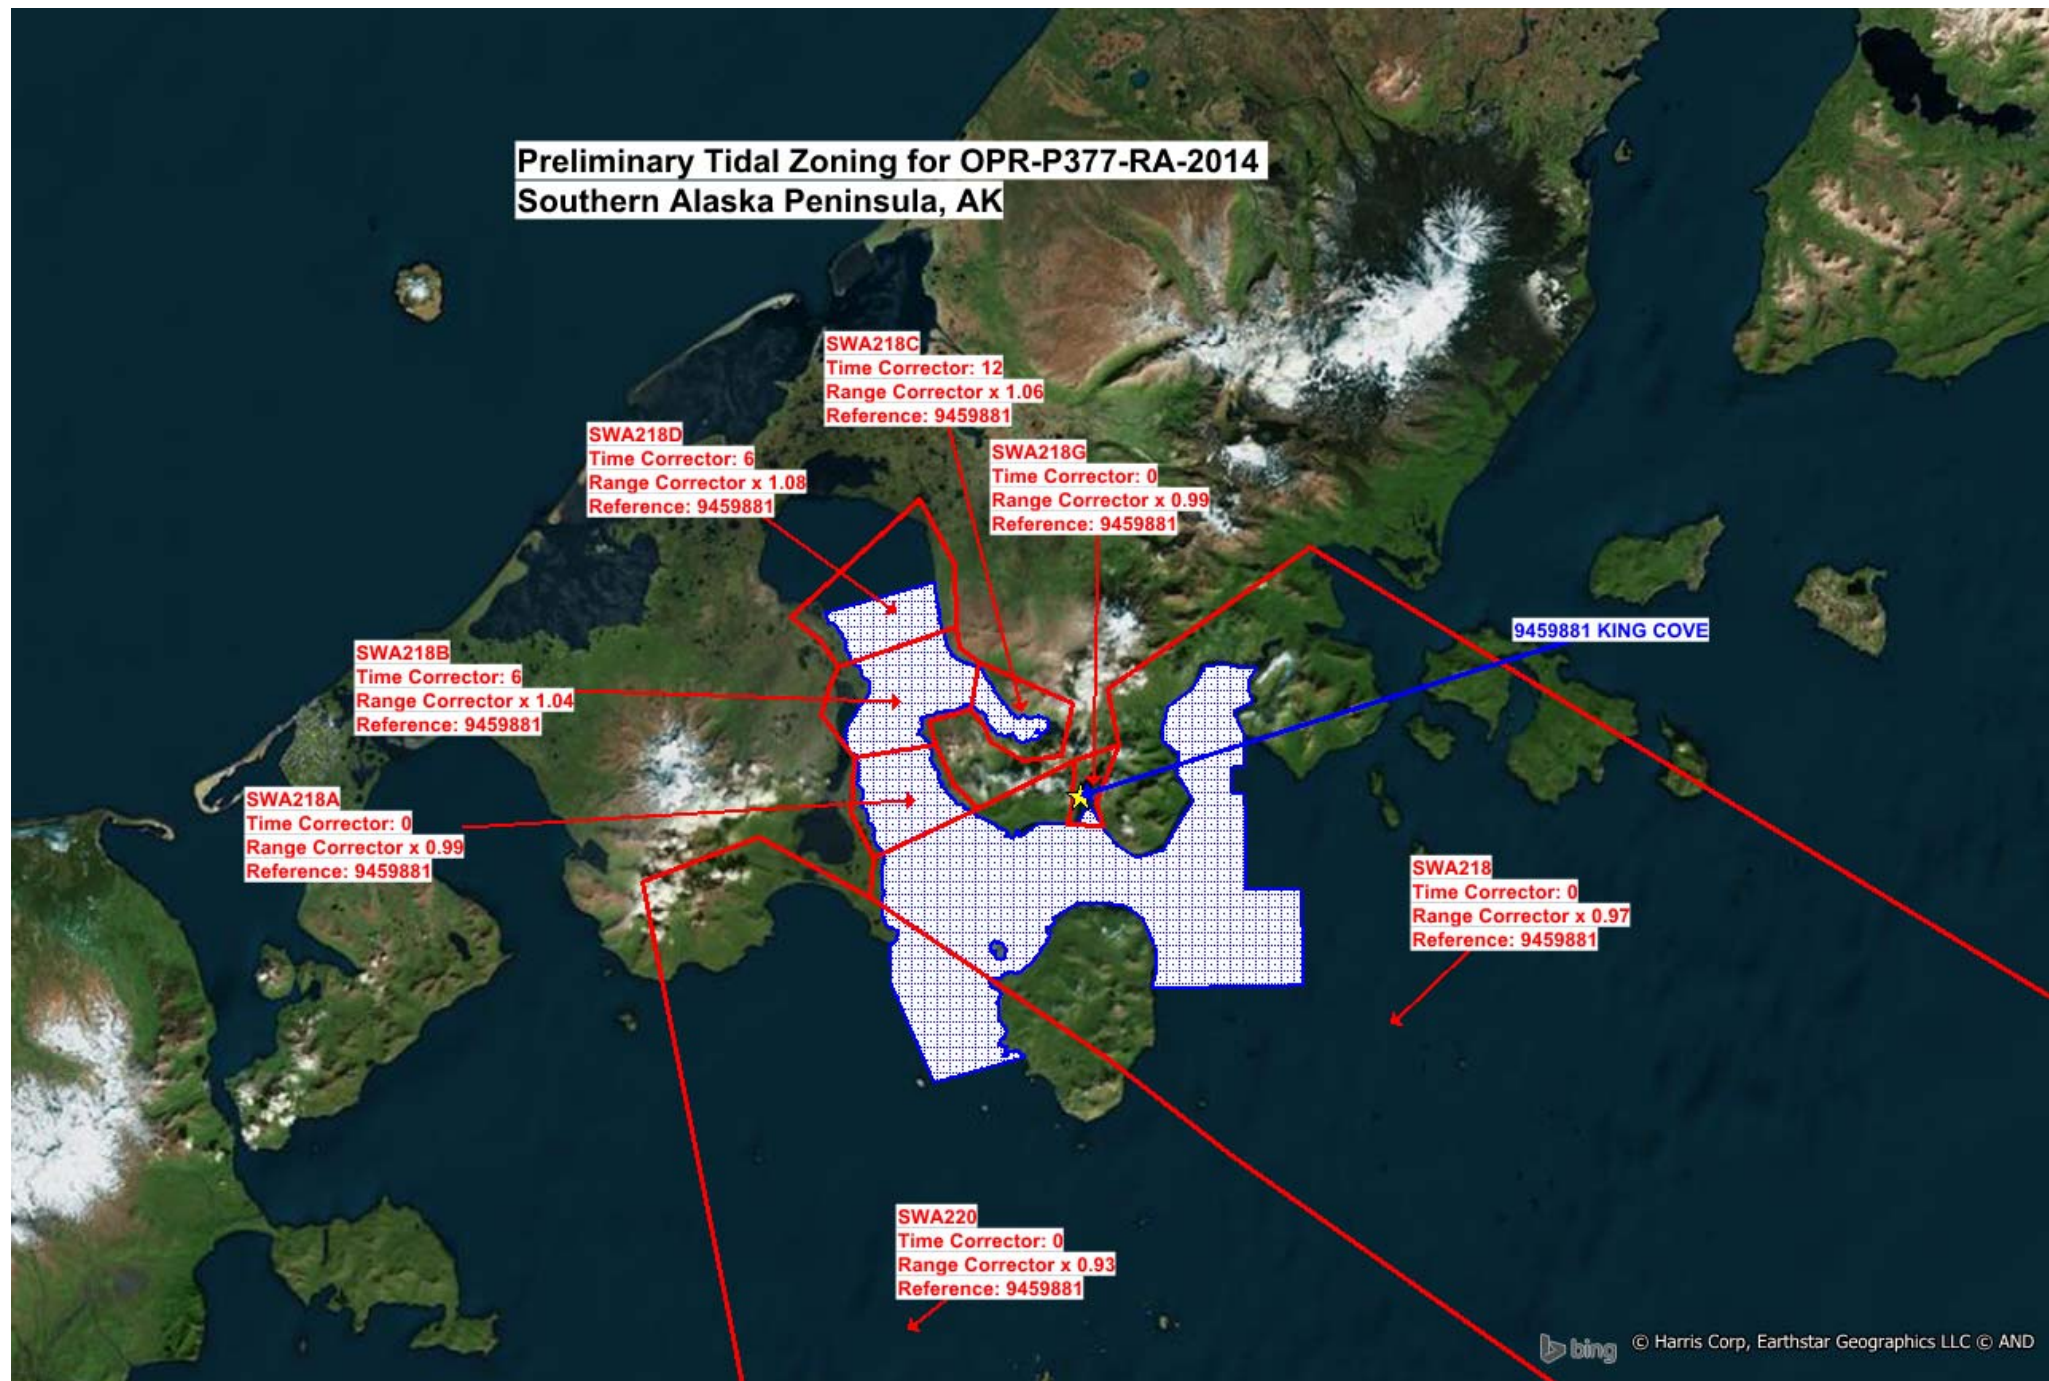 Preliminary Tidal Zoning for OPR-P377-RA-2014
Southern Alaska Peninsula, AK
SWA218C
Time Corrector: 12
Range Corrector x 1.06
Reference: 9459881
SWA218D
Time Corrector: 6
Range Corrector x 1.08
Reference: 9459881
SWA218G
Time Corrector: 0
Range Corrector x 0.99
Reference: 9459881
9459881 KING COVE
SWA218B
Time Corrector: 6
Range Corrector x 1.04
Reference: 9459881
SWA218A
Time Corrector: 0
Range Corrector x 0.99
Reference: 9459881
SWA218
Time Corrector: 0
Range Corrector x 0.97
Reference: 9459881
SWA220
Time Corrector: 0
Range Corrector x 0.93
Reference: 9459881
bing © Harris Corp, Earthstar Geographics LLC © AND